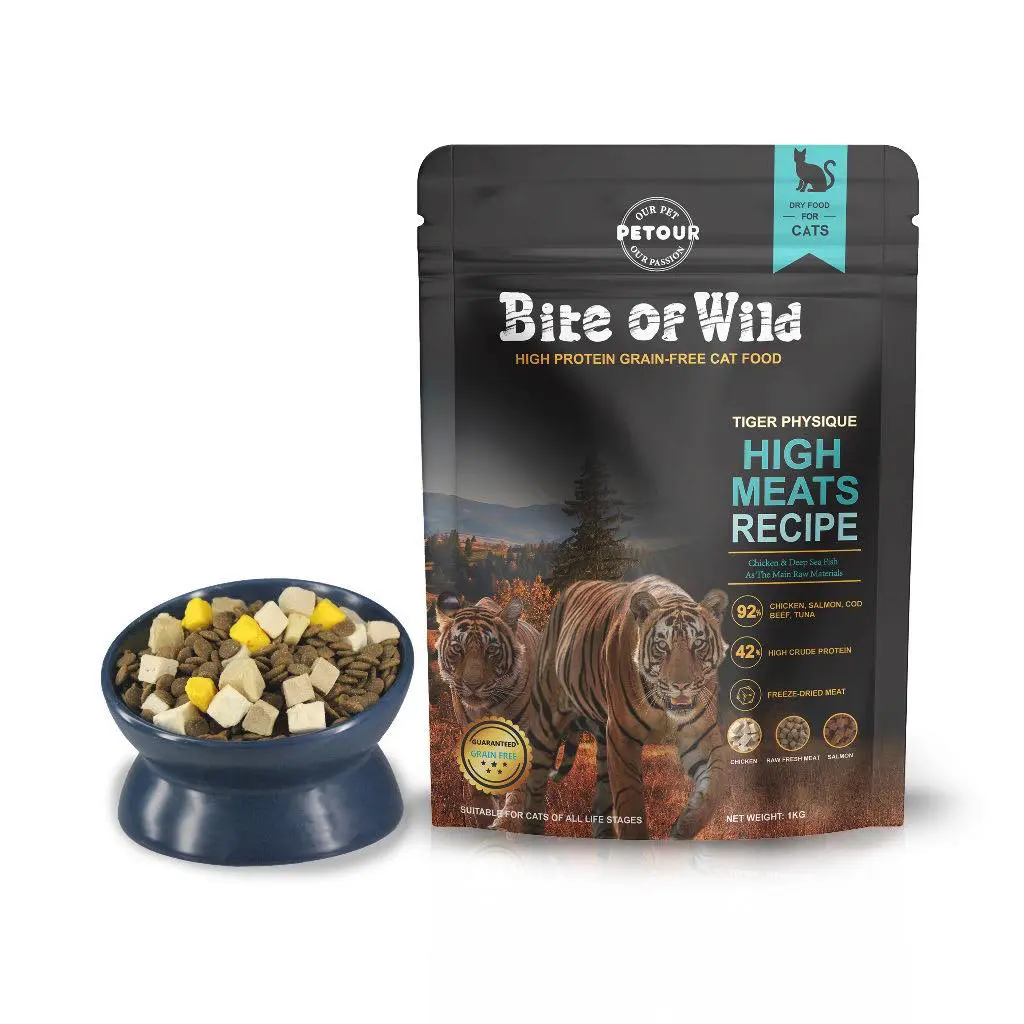 DRY FOOD
FOR
CATS
OUR PET
PETOUR
OUR PASSION
Bite of Wild
HIGH PROTEIN GRAIN-FREE CAT FOOD
TIGER PHYSIQUE
HIGH
MEATS
RECIPE
Chicken & Deep Sea Fish
As The Main Raw Materials
92% CHICKEN, SALMON, COD
BEEF, TUNA
42% HIGH CRUDE PROTEIN
FREEZE-DRIED MEAT
CHICKEN RAW FRESH MEAT SALMON
GUARANTEED
GRAIN FREE
SUITABLE FOR CATS OF ALL LIFE STAGES
NET WEIGHT: 1KG